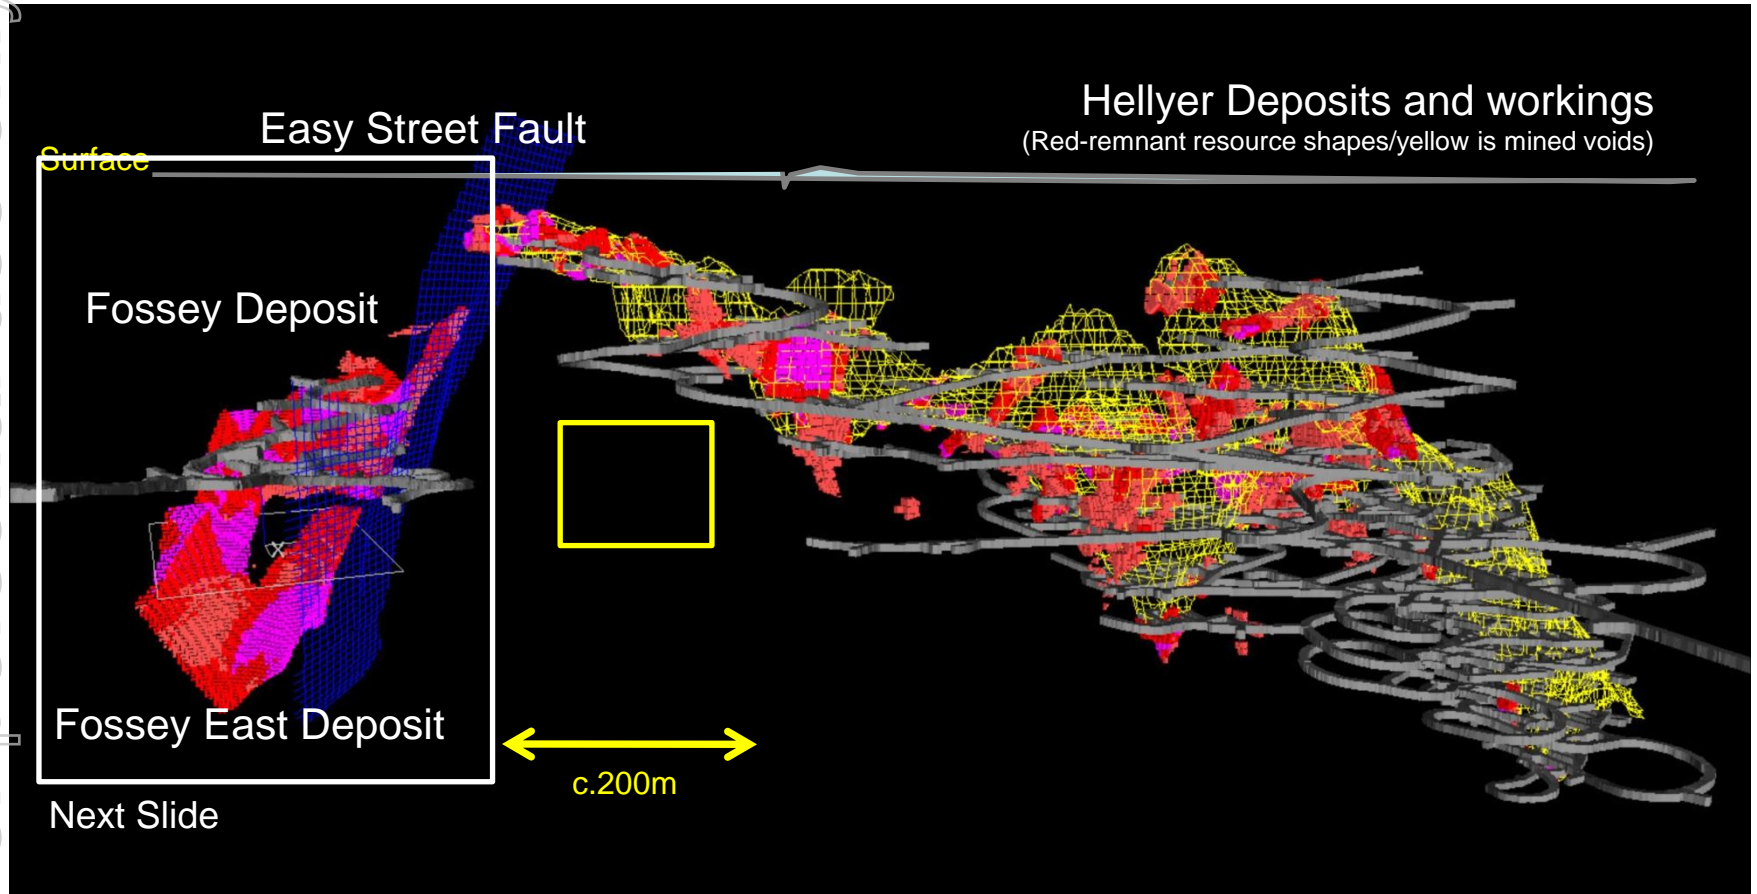 Hellyer Deposits and workings
(Red-remnant resource shapes/yellow is mined voids)
Easy Street Fault
Surface
Fossey Deposit
Fossey East Deposit
c.200m
Next Slide